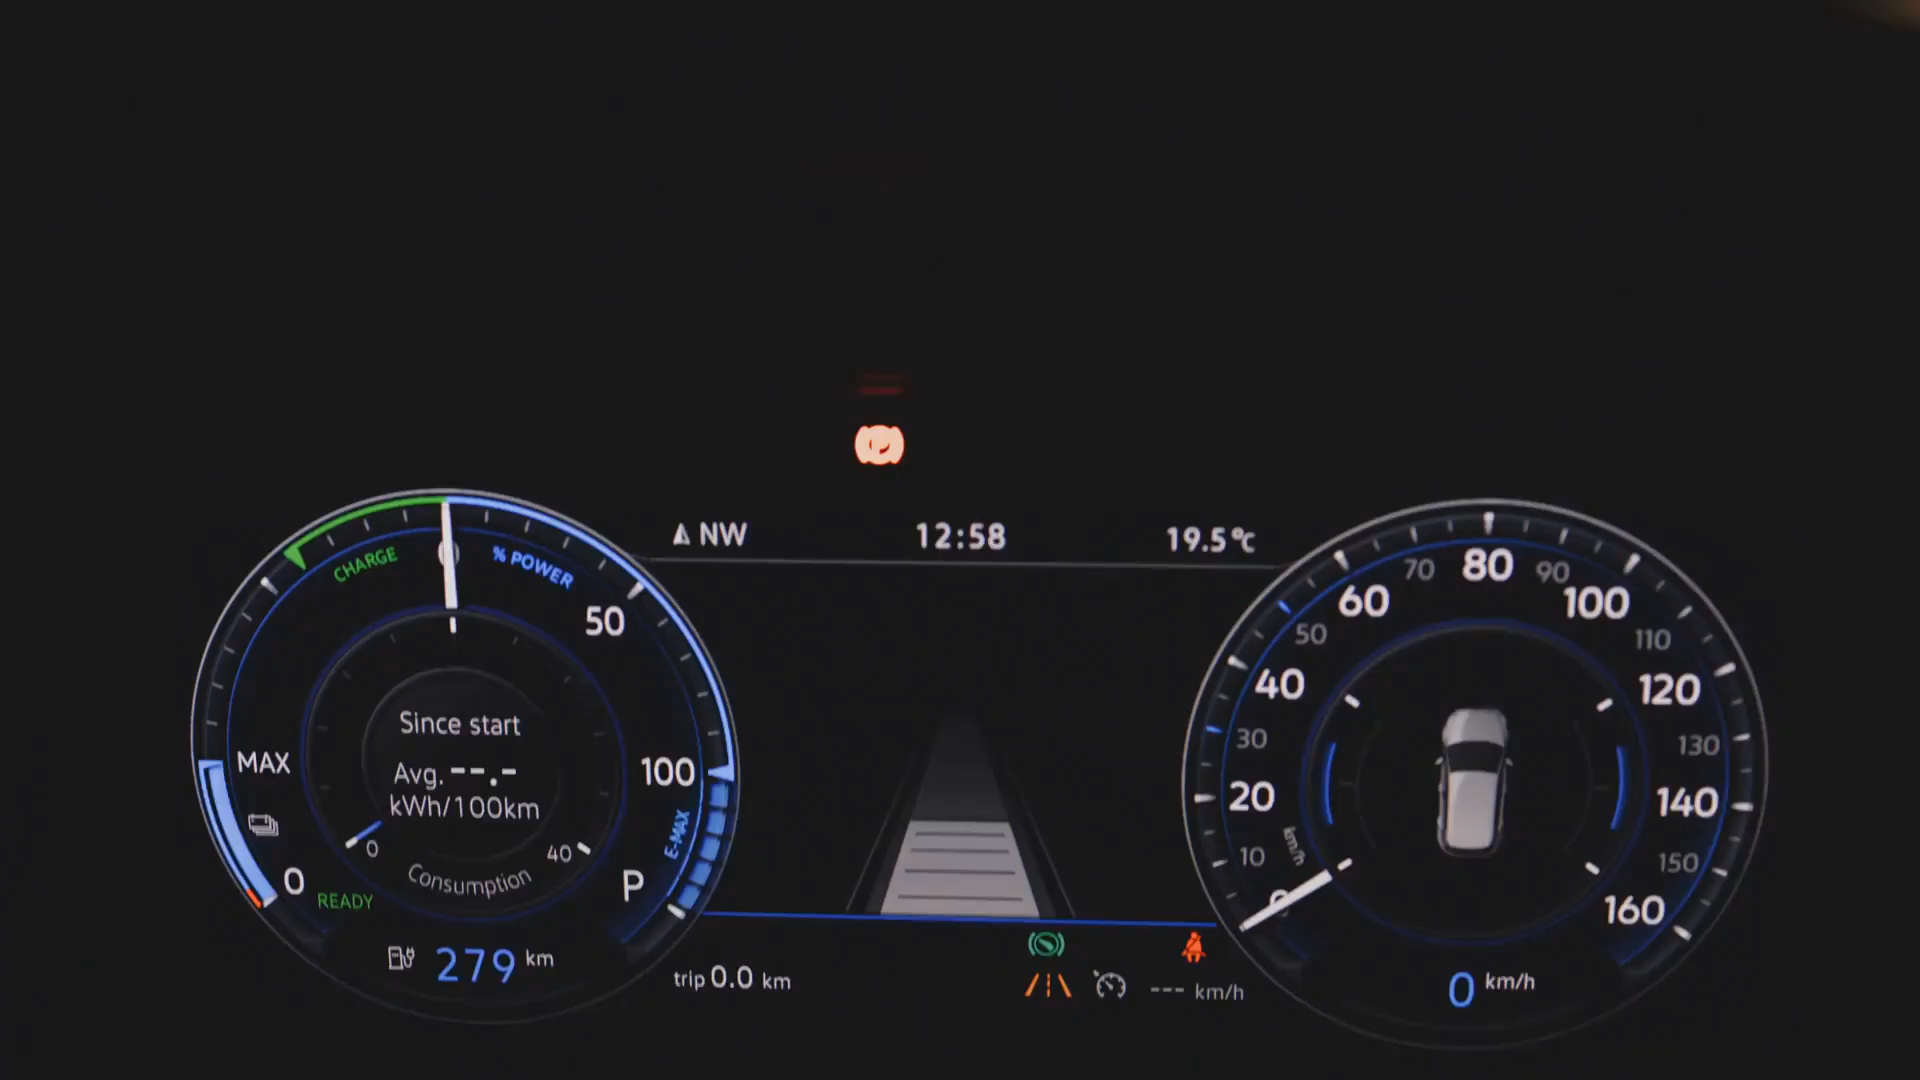 NW
12:58
19.5°C
CHARGE
% POWER
50
100
E-MAX
P
MAX
0
READY
Since start
Avg. --.-
kWh/100km
0
40
Consumption
279 km
trip 0.0 km
--- km/h
0
10
20
30
40
50
60
70
80
90
100
110
120
130
140
150
160
km/h
0 km/h